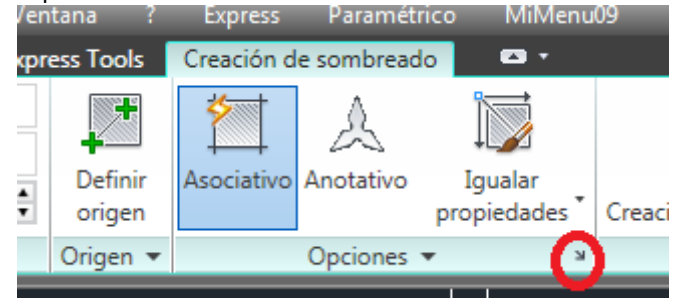 Ventana ? Express Paramétrico MiMenu09
xpress Tools Creación de sombreado
Definir origen
Asociativo Anotativo
Igualar propiedades
Creaci
Origen Opciones